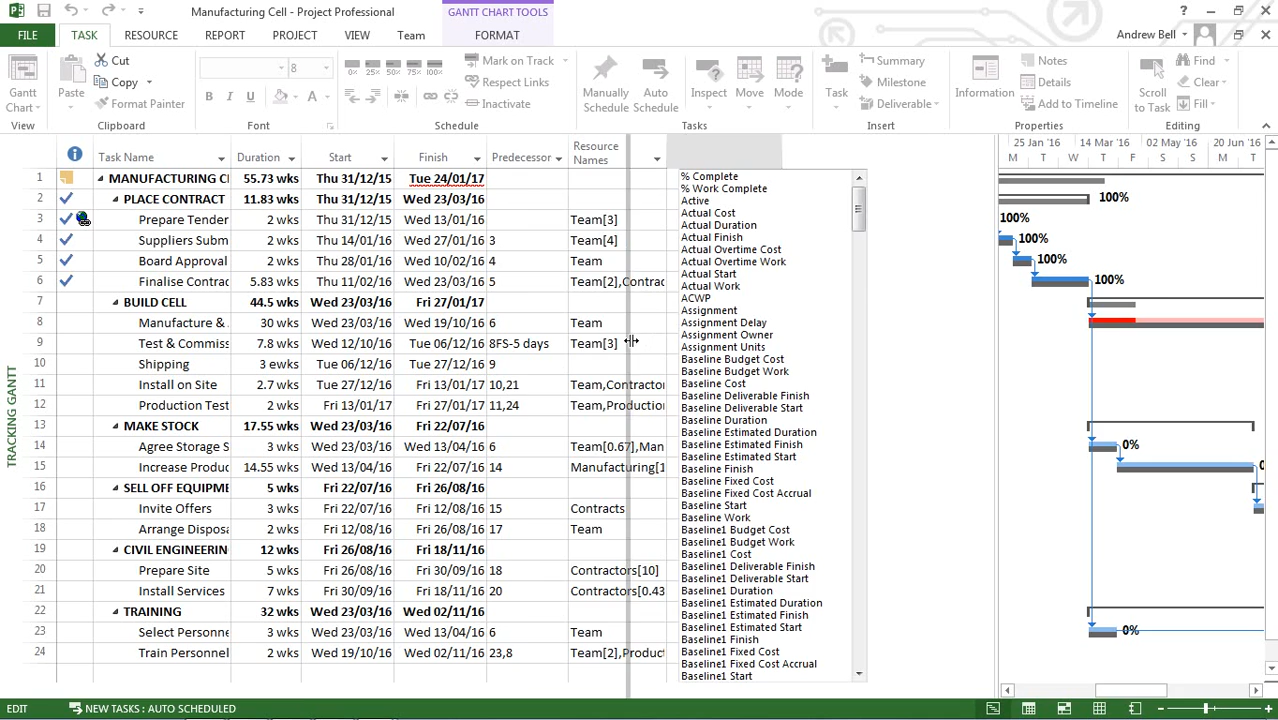 Manufacturing Cell - Project Professional
GANTT CHART TOOLS
FILE TASK RESOURCE REPORT PROJECT VIEW Team FORMAT
Andrew Bell
Gantt Chart
View
Paste
Cut
Copy
Format Painter
Clipboard
8
B I U A
Font
0% 25% 50% 75% 100%
Mark on Track
Respect Links
Inactivate
Schedule
Manually Schedule
Auto Schedule
Inspect
Move
Mode
Tasks
Task
Summary
Milestone
Deliverable
Insert
Information
Notes
Details
Add to Timeline
Properties
Scroll to Task
Find
Clear
Fill
Editing
Task Name Duration Start Finish Predecessor Resource Names
25 Jan '16 14 Mar '16 02 May '16 20 Jun '16
M T W T F S M T
TRACKING GANTT
1 MANUFACTURING CE 55.73 wks Thu 31/12/15 Tue 24/01/17
2 PLACE CONTRACT 11.83 wks Thu 31/12/15 Wed 23/03/16 100%
3 Prepare Tender 2 wks Thu 31/12/15 Wed 13/01/16 Team[3] 100%
4 Suppliers Subm 2 wks Thu 14/01/16 Wed 27/01/16 3 Team[4] 100%
5 Board Approval 2 wks Thu 28/01/16 Wed 10/02/16 4 Team 100%
6 Finalise Contrac 5.83 wks Thu 11/02/16 Wed 23/03/16 5 Team[2],Contrac 100%
7 BUILD CELL 44.5 wks Wed 23/03/16 Fri 27/01/17
8 Manufacture & 30 wks Wed 23/03/16 Wed 19/10/16 6 Team
9 Test & Commiss 7.8 wks Wed 12/10/16 Tue 06/12/16 8FS-5 days Team[3]
10 Shipping 3 wks Tue 06/12/16 Tue 27/12/16 9
11 Install on Site 2.7 wks Tue 27/12/16 Fri 13/01/17 10,21 Team,Contractor
12 Production Test 2 wks Fri 13/01/17 Fri 27/01/17 11,24 Team,Production
13 MAKE STOCK 17.55 wks Wed 23/03/16 Fri 22/07/16
14 Agree Storage S 3 wks Wed 23/03/16 Wed 13/04/16 6 Team[0.67],Man 0%
15 Increase Produc 14.55 wks Wed 13/04/16 Fri 22/07/16 14 Manufacturing[1 0
16 SELL OFF EQUIPME 5 wks Fri 22/07/16 Fri 26/08/16
17 Invite Offers 3 wks Fri 22/07/16 Fri 12/08/16 15 Contracts
18 Arrange Disposa 2 wks Fri 12/08/16 Fri 26/08/16 17 Team
19 CIVIL ENGINEERIN 12 wks Fri 26/08/16 Fri 18/11/16
20 Prepare Site 5 wks Fri 26/08/16 Fri 30/09/16 18 Contractors[10]
21 Install Services 7 wks Fri 30/09/16 Fri 18/11/16 20 Contractors[0.43
22 TRAINING 32 wks Wed 23/03/16 Wed 02/11/16
23 Select Personne 3 wks Wed 23/03/16 Wed 13/04/16 6 Team 0%
24 Train Personnel 2 wks Wed 19/10/16 Wed 02/11/16 23,8 Team[2],Product
% Complete
% Work Complete
Active
Actual Cost
Actual Duration
Actual Finish
Actual Overtime Cost
Actual Overtime Work
Actual Start
Actual Work
ACWP
Assignment
Assignment Delay
Assignment Owner
Assignment Units
Baseline Budget Cost
Baseline Budget Work
Baseline Cost
Baseline Deliverable Finish
Baseline Deliverable Start
Baseline Duration
Baseline Estimated Duration
Baseline Estimated Finish
Baseline Estimated Start
Baseline Finish
Baseline Fixed Cost
Baseline Fixed Cost Accrual
Baseline Start
Baseline Work
Baseline1 Budget Cost
Baseline1 Budget Work
Baseline1 Cost
Baseline1 Deliverable Finish
Baseline1 Deliverable Start
Baseline1 Duration
Baseline1 Estimated Duration
Baseline1 Estimated Finish
Baseline1 Estimated Start
Baseline1 Finish
Baseline1 Fixed Cost
Baseline1 Fixed Cost Accrual
Baseline1 Start
EDIT NEW TASKS : AUTO SCHEDULED